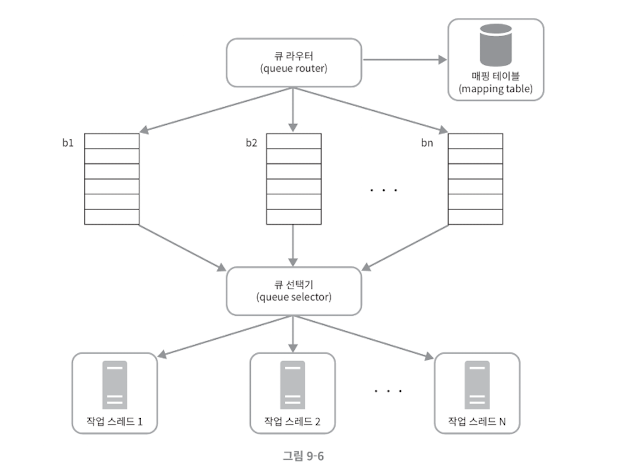 큐 라우터
(queue router)
매핑 테이블
(mapping table)
b1
b2
bn
. . .
큐 선택기
(queue selector)
작업 스레드 1
작업 스레드 2
. . .
작업 스레드 N
그림 9-6